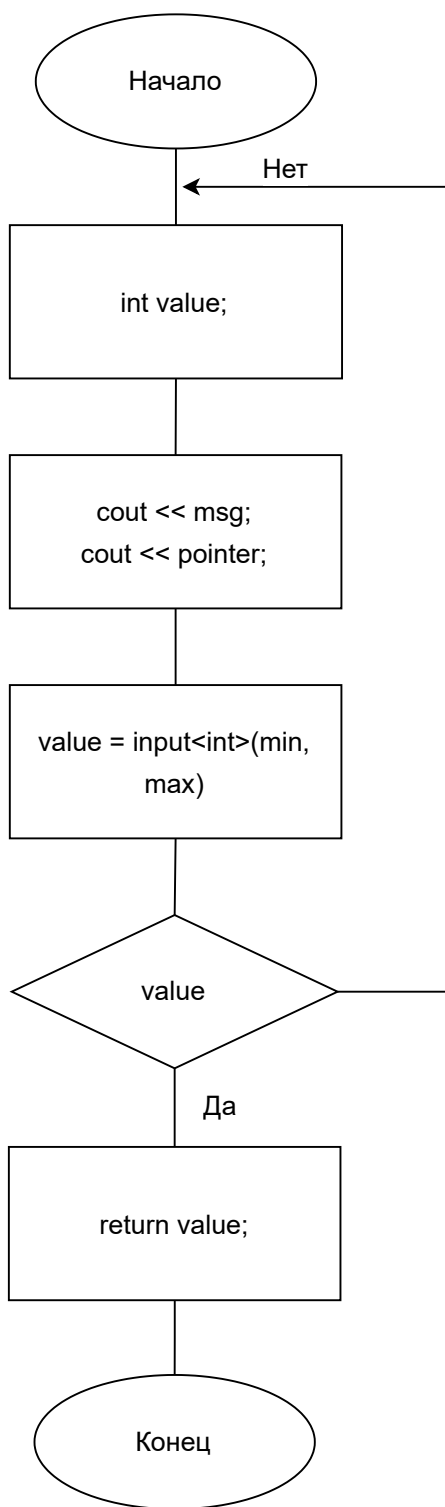 Начало
Нет
int value;
cout << msg;
cout << pointer;
value = input<int>(min,
max)
value
Да
return value;
Конец